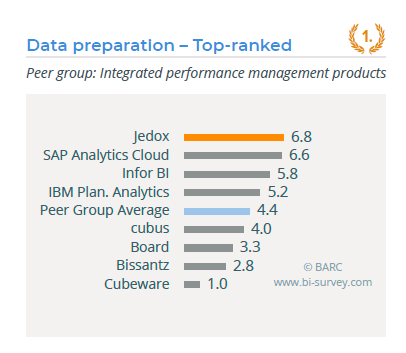 Data preparation – Top-ranked
1.
Peer group: Integrated performance management products
Jedox 6.8
SAP Analytics Cloud 6.6
Infor BI 5.8
IBM Plan. Analytics 5.2
Peer Group Average 4.4
cubus 4.0
Board 3.3
Bissantz 2.8
Cubeware 1.0
© BARC
www.bi-survey.com